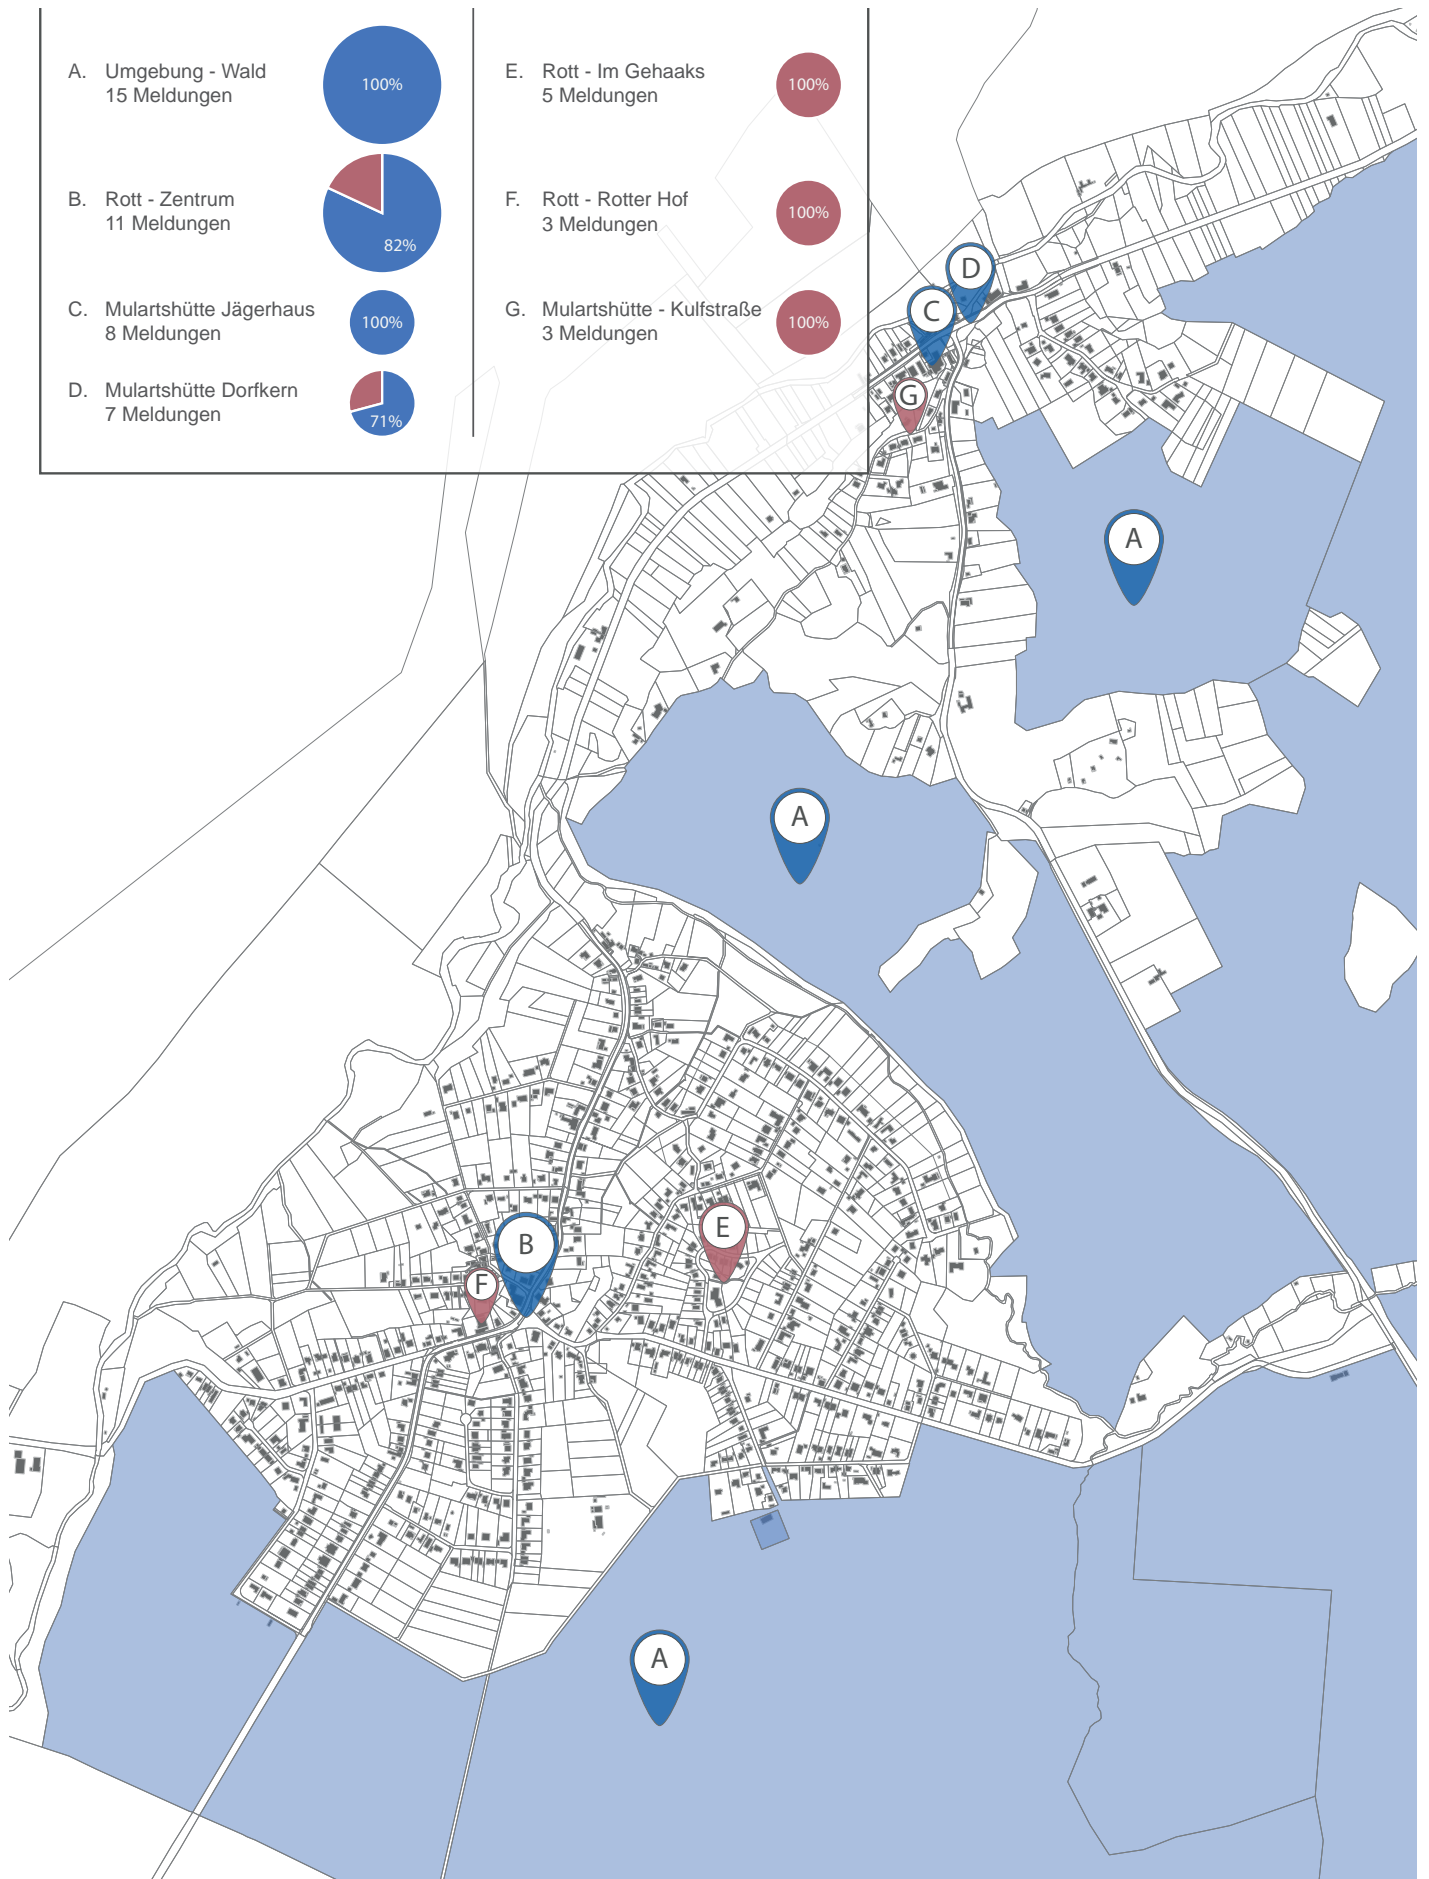 A. Umgebung - Wald
15 Meldungen
100%
B. Rott - Zentrum
11 Meldungen
82%
C. Mulartshütte Jägerhaus
8 Meldungen
100%
D. Mulartshütte Dorfkern
7 Meldungen
71%
E. Rott - Im Gehaaks
5 Meldungen
100%
F. Rott - Rotter Hof
3 Meldungen
100%
G. Mulartshütte - Kulfstraße
3 Meldungen
100%
D
C
G
A
A
E
B
F
A